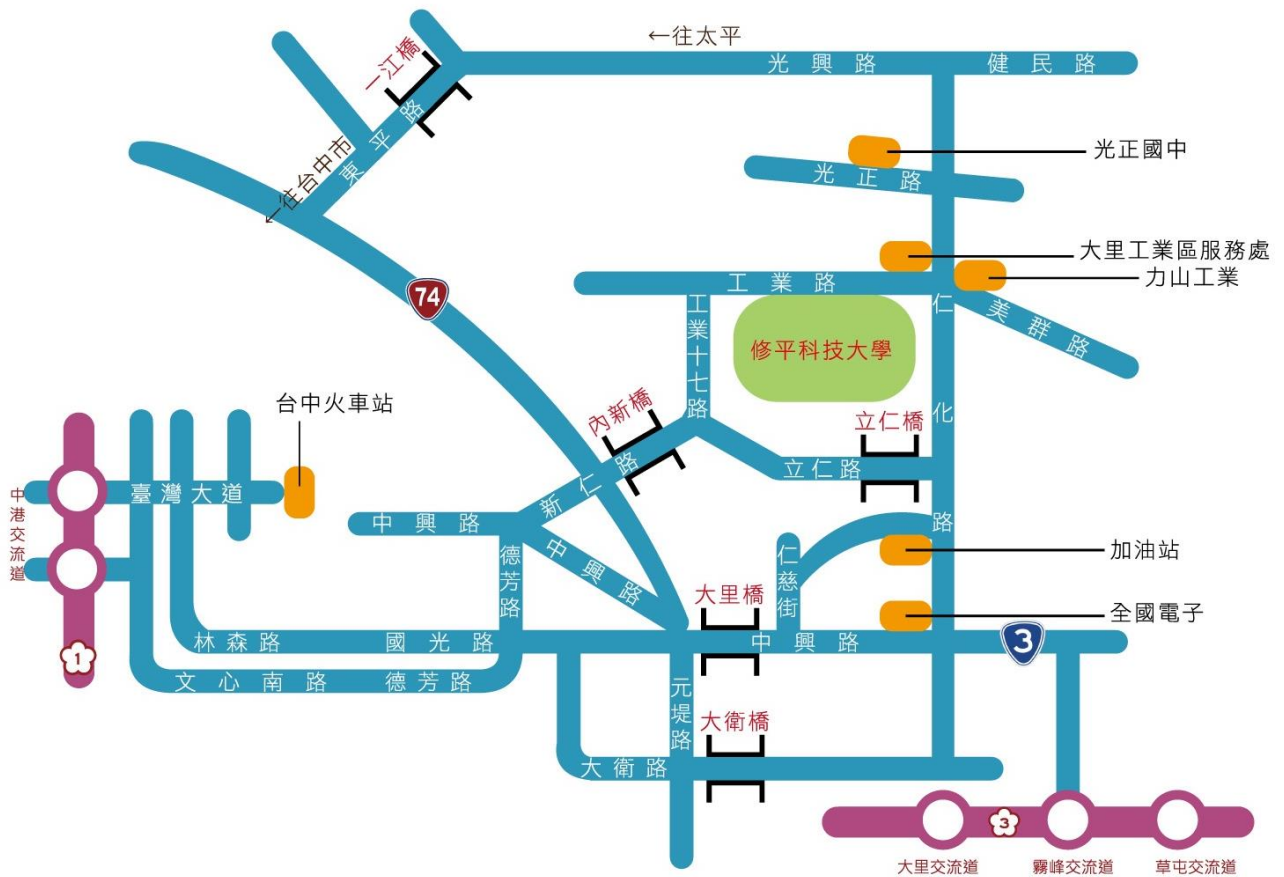 ←往太平
一江橋
光興路
健民路
東平路
←往台中市
光正國中
光正路
大里工業區服務處
力山工業
工業路
74
美群路
工業十七路
修平科技大學
仁化路
台中火車站
內新橋
立仁橋
中港交流道
臺灣大道
新仁路
立仁路
中興路
中興路
德芳路
仁慈街
加油站
大里橋
全國電子
林森路
國光路
中興路
3
1
文心南路
德芳路
元堤路
大衛橋
大衛路
3
大里交流道
霧峰交流道
草屯交流道